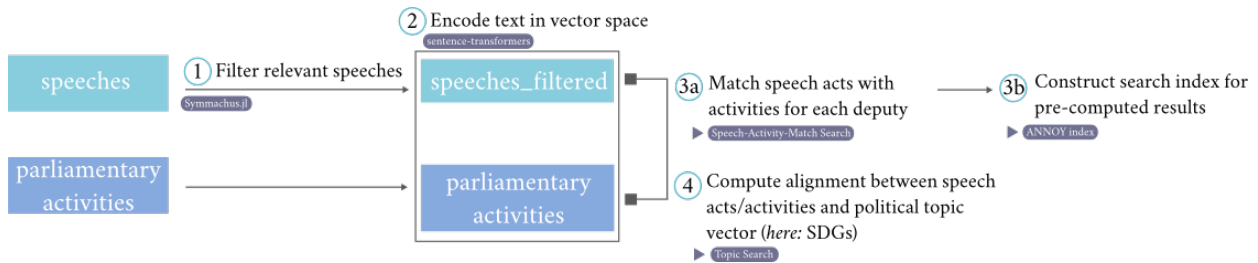 speeches
1 Filter relevant speeches
Symmachus.jl
2 Encode text in vector space
sentence-transformers
speeches_filtered
parliamentary
activities
parliamentary
activities
3a Match speech acts with
activities for each deputy
Speech-Activity-Match Search
3b Construct search index for
pre-computed results
ANNOY index
4 Compute alignment between speech
acts/activities and political topic
vector (here: SDGs)
Topic Search